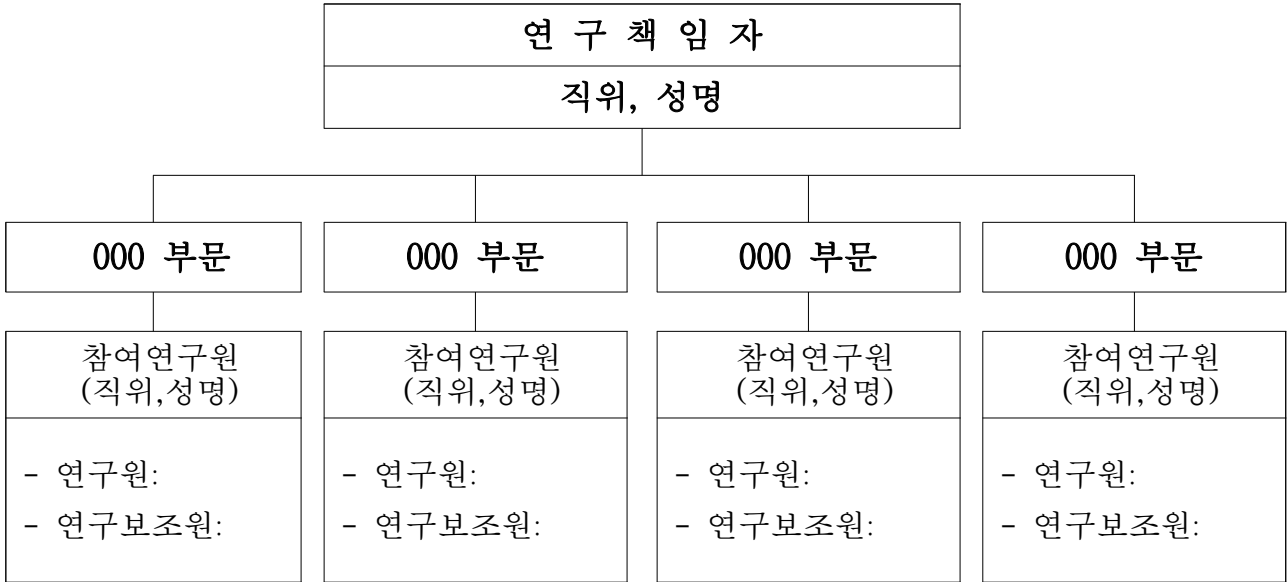 연 구 책 임 자
직위, 성명
000 부문
000 부문
000 부문
000 부문
참여연구원
(직위,성명)
참여연구원
(직위,성명)
참여연구원
(직위,성명)
참여연구원
(직위,성명)
- 연구원:
- 연구보조원:
- 연구원:
- 연구보조원:
- 연구원:
- 연구보조원:
- 연구원:
- 연구보조원: